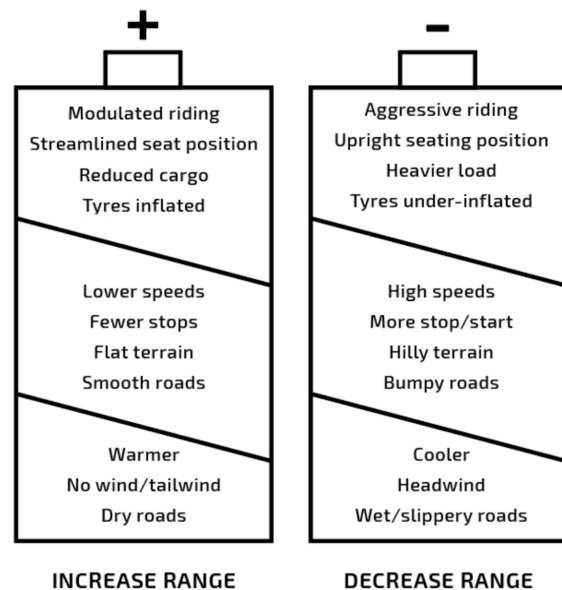 +
Modulated riding
Streamlined seat position
Reduced cargo
Tyres inflated
Lower speeds
Fewer stops
Flat terrain
Smooth roads
Warmer
No wind/tailwind
Dry roads
INCREASE RANGE
-
Aggressive riding
Upright seating position
Heavier load
Tyres under-inflated
High speeds
More stop/start
Hilly terrain
Bumpy roads
Cooler
Headwind
Wet/slippery roads
DECREASE RANGE